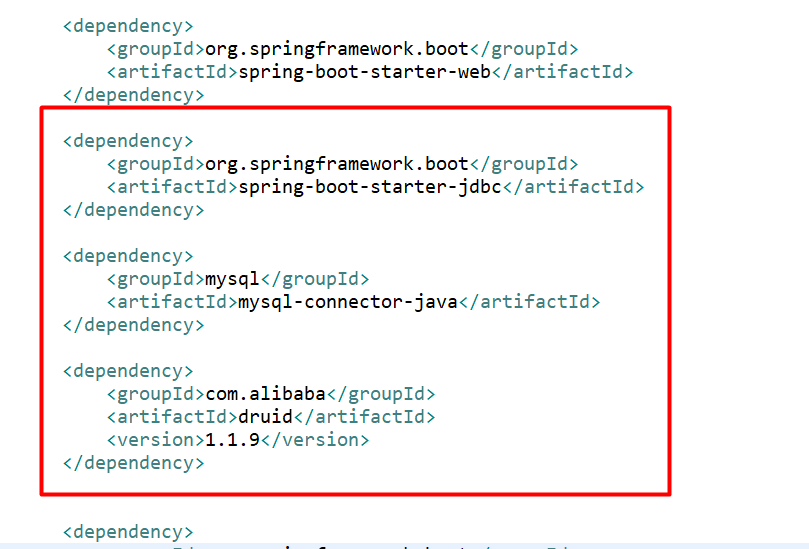 <dependency>
<groupId>org.springframework.boot</groupId>
<artifactId>spring-boot-starter-web</artifactId>
</dependency>
<dependency>
<groupId>org.springframework.boot</groupId>
<artifactId>spring-boot-starter-jdbc</artifactId>
</dependency>
<dependency>
<groupId>mysql</groupId>
<artifactId>mysql-connector-java</artifactId>
</dependency>
<dependency>
<groupId>com.alibaba</groupId>
<artifactId>druid</artifactId>
<version>1.1.9</version>
</dependency>
<dependency>